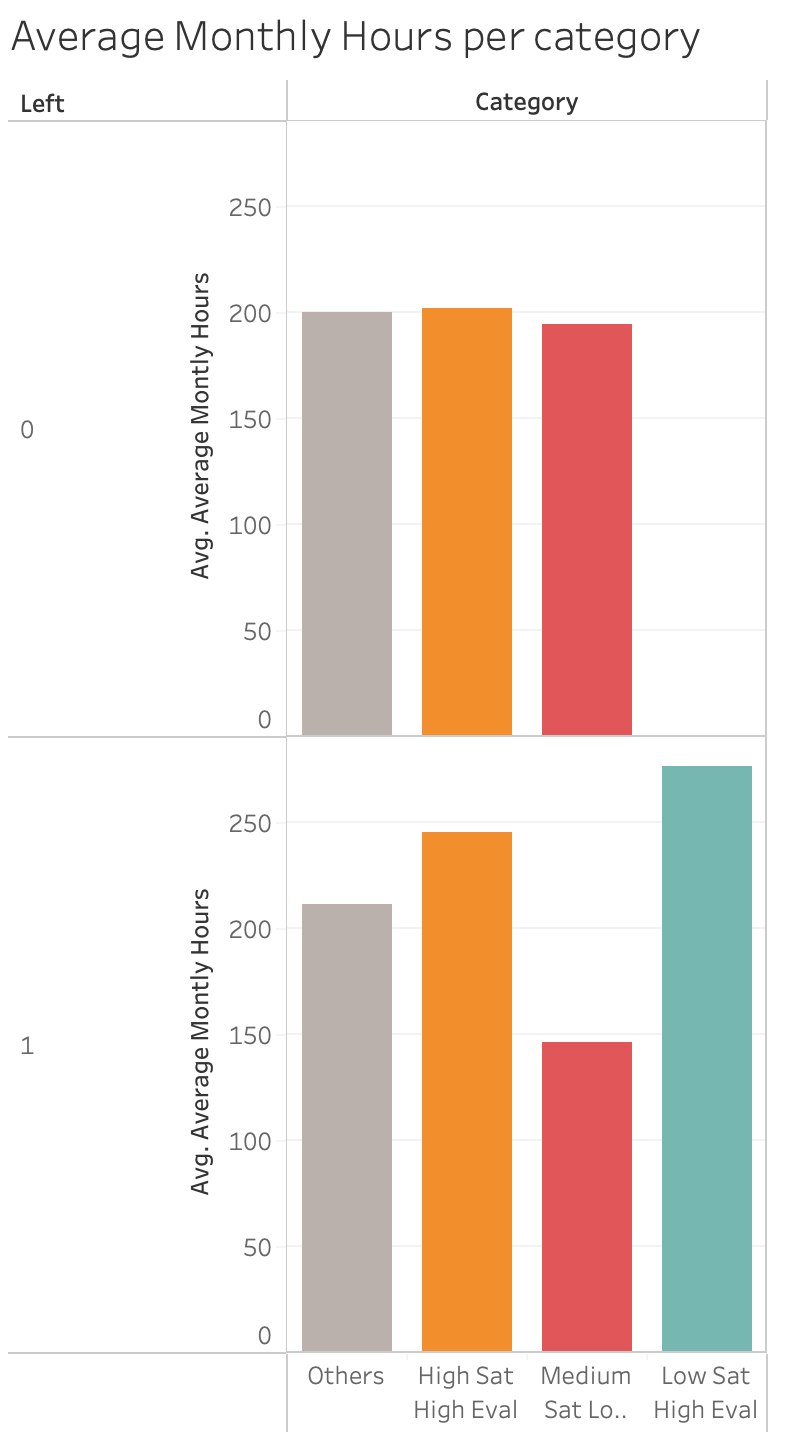 Average Monthly Hours per category
Left
Category
250
200
150
100
50
0
Avg. Average Montly Hours
0
250
200
150
100
50
0
Avg. Average Montly Hours
1
Others
High Sat
High Eval
Medium
Sat Lo..
Low Sat
High Eval